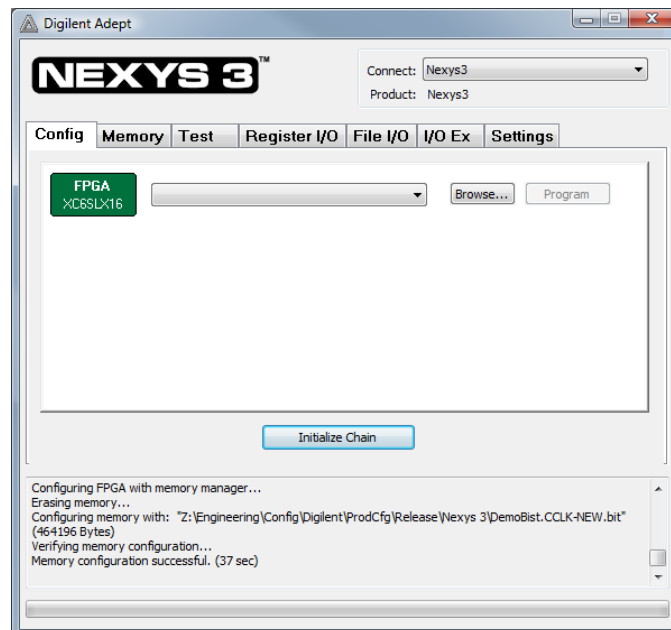 Digilent Adept
NEXYS 3™
Connect: Nexys3
Product: Nexys3
Config Memory Test Register I/O File I/O I/O Ex Settings
FPGA
XC6SLX16
Browse... Program
Initialize Chain
Configuring FPGA with memory manager...
Erasing memory...
Configuring memory with: "Z:\Engineering\Config\Digilent\ProdCfg\Release\Nexys 3\DemoBist.CCLK-NEW.bit"
(464196 Bytes)
Verifying memory configuration...
Memory configuration successful. (37 sec)